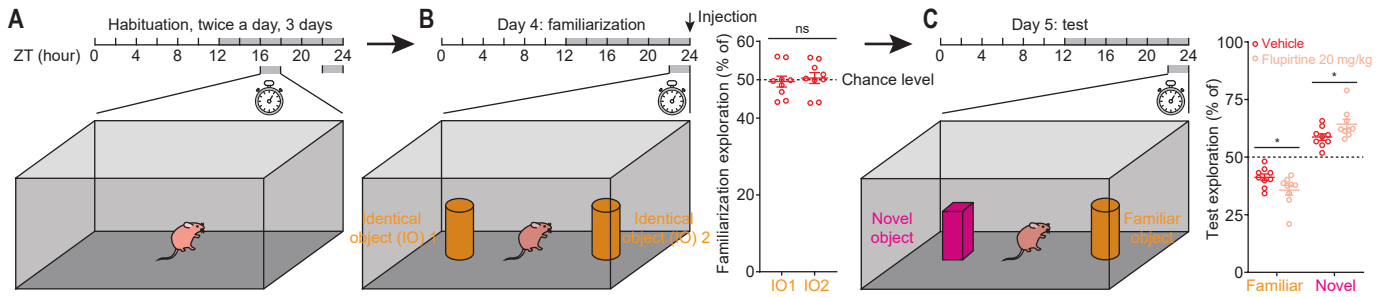 A
Habituation, twice a day, 3 days
ZT (hour)
0 4 8 12 16 20 24
B
Day 4: familiarization
Injection
0 4 8 12 16 20 24
Identical
object (IO) 1
Identical
object (IO) 2
Familiarization exploration (% of)
60
50
40
30
20
10
0
ns
Chance level
IO1 IO2
C
Day 5: test
0 4 8 12 16 20 24
Novel
object
Familiar
object
Test exploration (% of)
100
75
50
25
0
Vehicle
Flupirtine 20 mg/kg
*
*
Familiar Novel